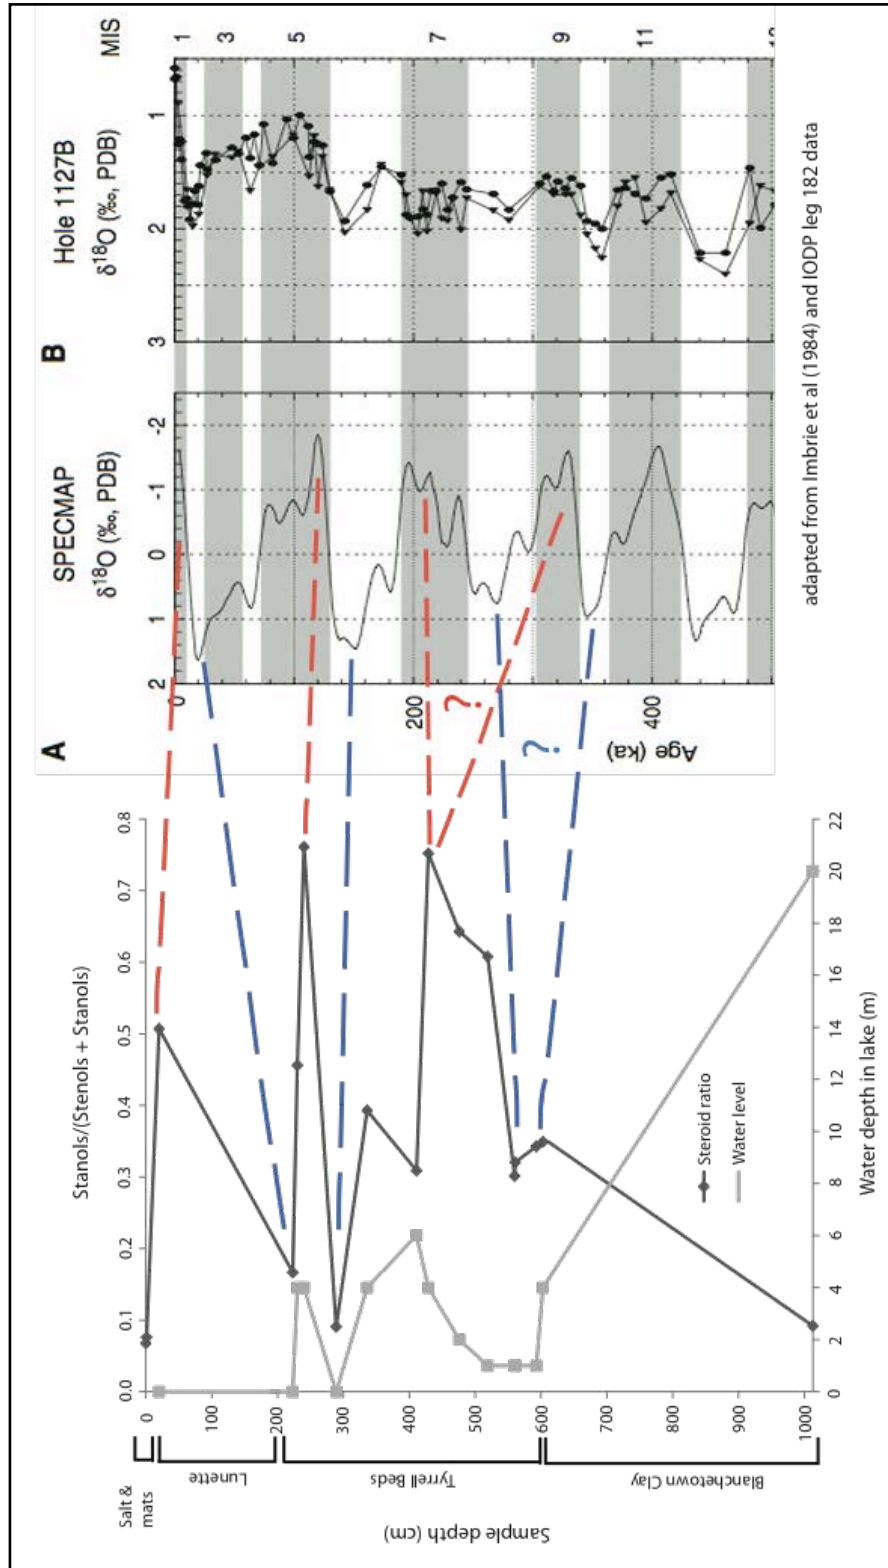 Salt &
mats
Lunette
Tyrrell Beds
Blanchetown Clay
Sample depth (cm)
0
100
200
300
400
500
600
700
800
900
1000
Stanols/(Stenols + Stanols)
0.0
0.1
0.2
0.3
0.4
0.5
0.6
0.7
0.8
Steroid ratio
Water level
Water depth in lake (m)
0
2
4
6
8
10
12
14
16
18
20
22
?
?
A
SPECMAP
δ¹⁸O (‰, PDB)
2
1
0
-1
-2
0
200
400
Age (ka)
B
Hole 1127B
δ¹⁸O (‰, PDB)
3
2
1
MIS
1
3
5
7
9
11
adapted from Imbrie et al (1984) and IODP leg 182 data